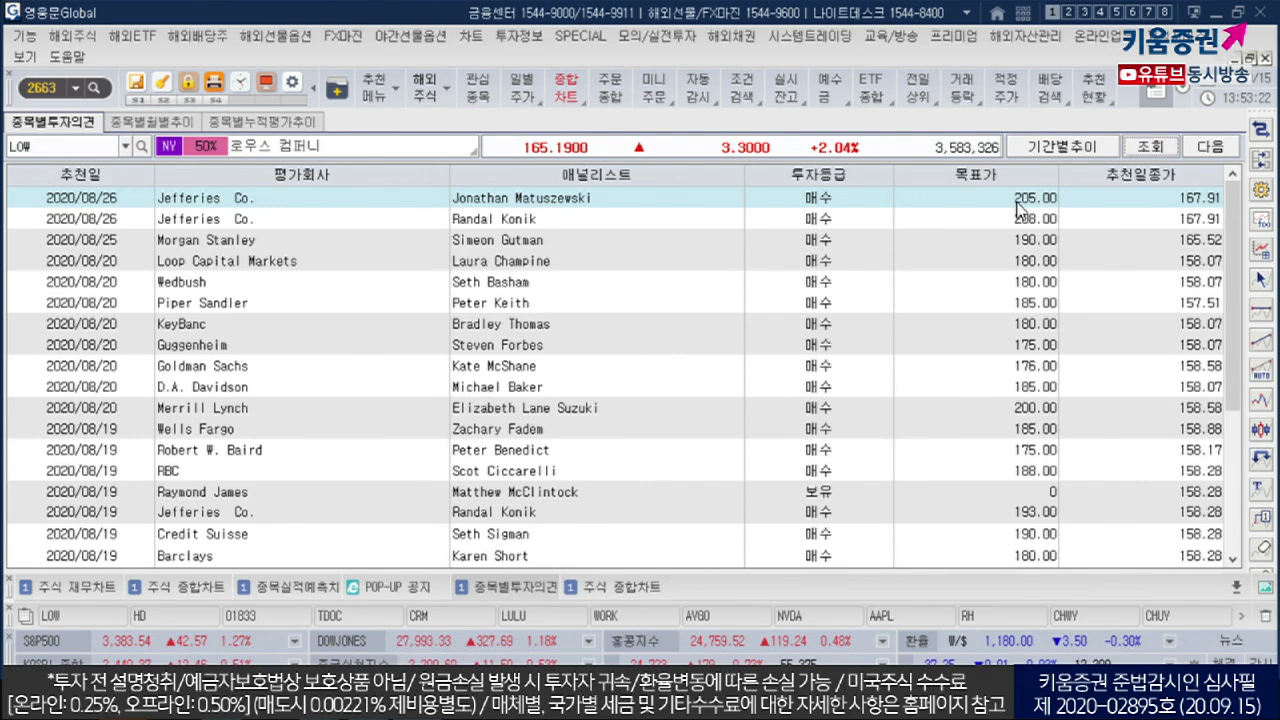 영웅문Global 금융센터 1544-9000/1544-9911 | 해외선물/FX마진 1544-9600 | 나이트데스크 1544-8400 1 2 3 4 5 6 7 8
기능 해외주식 해외ETF 해외배당주 해외선물옵션 FX마진 야간선물옵션 차트 투자정보 SPECIAL 모의/실전투자 해외채권 시스템트레이딩 교육/방송 프리미엄 해외자산관리 온라인업
키움증권
보기 도움말
유튜브 동시방송
2663 S1 S2 S3 S4 추천메뉴 해외주식 관심종목 일별주가 종합차트 주문종합 미니주문 자동감시 조건검색 실시잔고 예수금 ETF종합 전일상위 거래등락 적정주가 배당검색 추천현황 13:53:22
종목별투자의견 종목별월별추이 종목별누적평가추이
LOW NY 50% 로우스 컴퍼니 165.1900 ▲ 3.3000 +2.04% 3,583,326 기간별추이 조회 다음
추천일 평가회사 애널리스트 투자등급 목표가 추천일종가
2020/08/26 Jefferies Co. Jonathan Matuszewski 매수 205.00 167.91
2020/08/26 Jefferies Co. Randal Konik 매수 208.00 167.91
2020/08/25 Morgan Stanley Simeon Gutman 매수 190.00 165.52
2020/08/20 Loop Capital Markets Laura Champine 매수 180.00 158.07
2020/08/20 Wedbush Seth Basham 매수 180.00 158.07
2020/08/20 Piper Sandler Peter Keith 매수 185.00 157.51
2020/08/20 KeyBanc Bradley Thomas 매수 180.00 158.07
2020/08/20 Guggenheim Steven Forbes 매수 175.00 158.07
2020/08/20 Goldman Sachs Kate McShane 매수 176.00 158.58
2020/08/20 D.A. Davidson Michael Baker 매수 185.00 158.07
2020/08/20 Merrill Lynch Elizabeth Lane Suzuki 매수 200.00 158.58
2020/08/20 Wells Fargo Zachary Fadem 매수 185.00 158.88
2020/08/19 Robert W. Baird Peter Benedict 매수 175.00 158.17
2020/08/19 RBC Scot Ciccarelli 매수 188.00 158.28
2020/08/19 Raymond James Matthew McClintock 보유 0 158.28
2020/08/19 Jefferies Co. Randal Konik 매수 193.00 158.28
2020/08/19 Credit Suisse Seth Sigman 매수 190.00 158.28
2020/08/19 Barclays Karen Short 매수 180.00 158.28
1 주식 재무차트 1 주식 종합차트 1 종목실적예측치 POP-UP 공지 1 종목별투자의견 1 주식 종합차트
LOW HD 01833 TDOC CRM LULU WORK AVGO NVDA AAPL RH CHWY CHUY
S&P500 3,383.54 ▲42.57 1.27% DOWJONES 27,993.33 ▲327.69 1.18% 홍콩지수 24,759.52 ▲119.24 0.48% 환율 W/$ 1,180.00 ▼3.50 -0.30% 뉴스
*투자 전 설명청취/예금자보호법상 보호상품 아님/ 원금손실 발생 시 투자자 귀속/환율변동에 따른 손실 가능 / 미국주식 수수료
[온라인: 0.25%, 오프라인: 0.50%] (매도시 0.00221% 제비용별도) / 매체별, 국가별 세금 및 기타수수료에 대한 자세한 사항은 홈페이지 참고
키움증권 준법감시인 심사필
제 2020-02895호 (20.09.15)